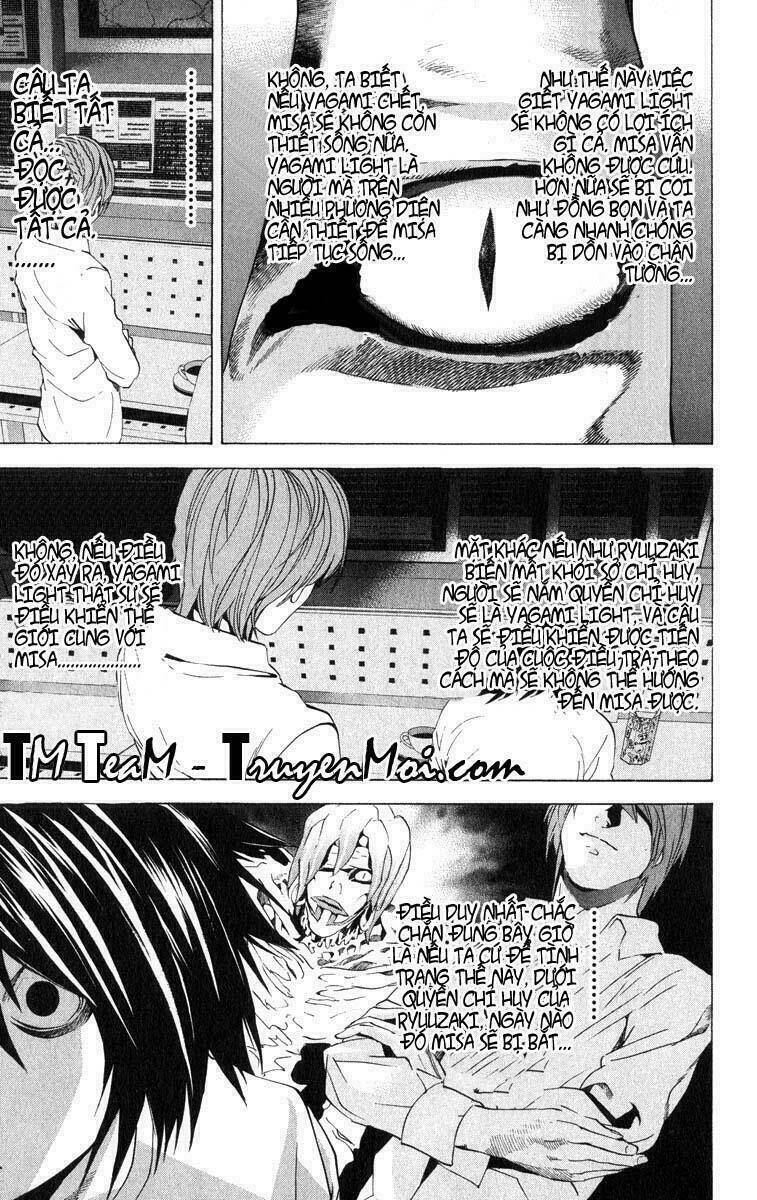 NHƯ THẾ NÀY VIỆC
GIẾT YAGAMI LIGHT
SẼ KHÔNG CÓ LỢI ÍCH
GÌ CẢ. MISA VẪN
KHÔNG ĐƯỢC CỨU.
HƠN NỮA SẼ BỊ COI
NHƯ ĐỒNG BỌN VÀ TA
CÀNG NHANH CHÓNG
BỊ DỒN VÀO CHÂN
TƯỜNG...
KHÔNG, TA BIẾT
NẾU YAGAMI CHẾT,
MISA SẼ KHÔNG CÒN
THIẾT SỐNG NỮA.
YAGAMI LIGHT LÀ
NGƯỜI MÀ TRÊN
NHIỀU PHƯƠNG DIỆN
CẦN THIẾT ĐỂ MISA
TIẾP TỤC SỐNG...
..........
CẬU TA
BIẾT TẤT
CẢ...
ĐỌC
ĐƯỢC
TẤT CẢ.
........
MẶT KHÁC NẾU NHƯ RYUUZAKI
BIẾN MẤT KHỎI SỞ CHỈ HUY,
NGƯỜI SẼ NẮM QUYỀN CHỈ HUY
SẼ LÀ YAGAMI LIGHT, VÀ CẬU
TA SẼ ĐIỀU KHIỂN ĐƯỢC TIẾN
ĐỘ CỦA CUỘC ĐIỀU TRA THEO
CÁCH MÀ SẼ KHÔNG THỂ HƯỚNG
ĐẾN MISA ĐƯỢC.
KHÔNG, NẾU ĐIỀU
ĐÓ XẢY RA, YAGAMI
LIGHT THẬT SỰ SẼ
ĐIỀU KHIỂN THẾ
GIỚI CÙNG VỚI
MISA....................
TM TEAM - TRUYENMOI.COM
..........
ĐIỀU DUY NHẤT CHẮC
CHẮN ĐÚNG BÂY GIỜ
LÀ NẾU TA CỨ ĐỂ TÌNH
TRẠNG THẾ NÀY, DƯỚI
QUYỀN CHỈ HUY CỦA
RYUUZAKI, NGÀY NÀO
ĐÓ MISA SẼ BỊ BẮT...